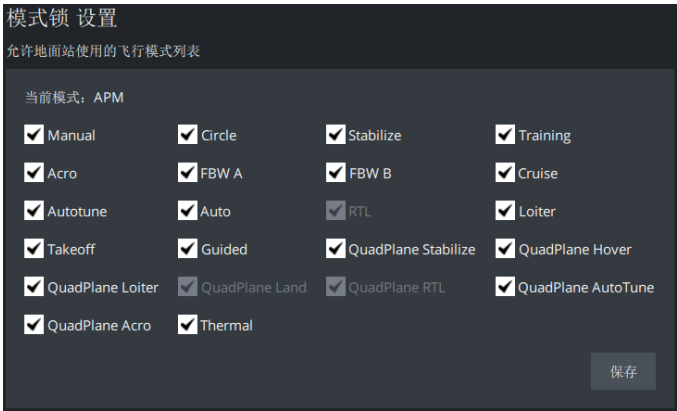 模式锁 设置
允许地面站使用的飞行模式列表
当前模式：APM
Manual Circle Stabilize Training
Acro FBW A FBW B Cruise
Autotune Auto RTL Loiter
Takeoff Guided QuadPlane Stabilize QuadPlane Hover
QuadPlane Loiter QuadPlane Land QuadPlane RTL QuadPlane AutoTune
QuadPlane Acro Thermal
保存